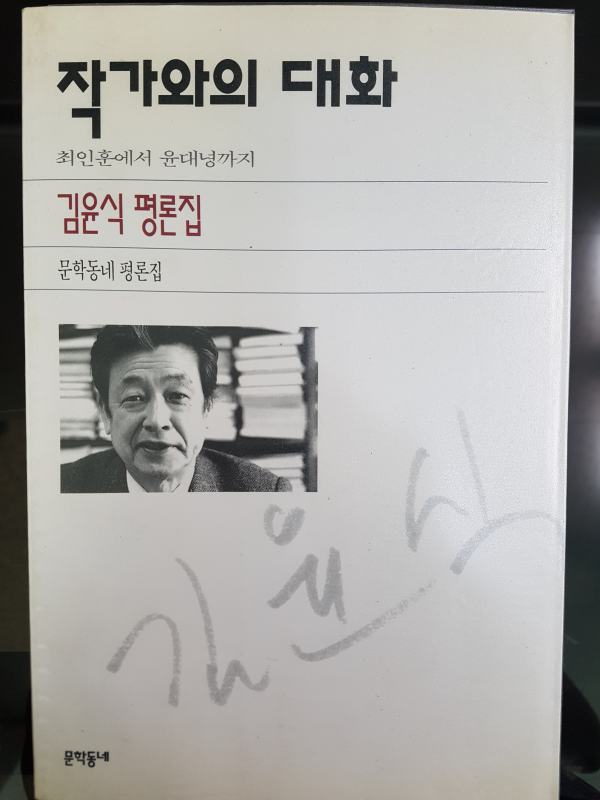 작가와의 대화
최인훈에서 윤대녕까지
김윤식 평론집
문학동네 평론집
김윤식
문학동네